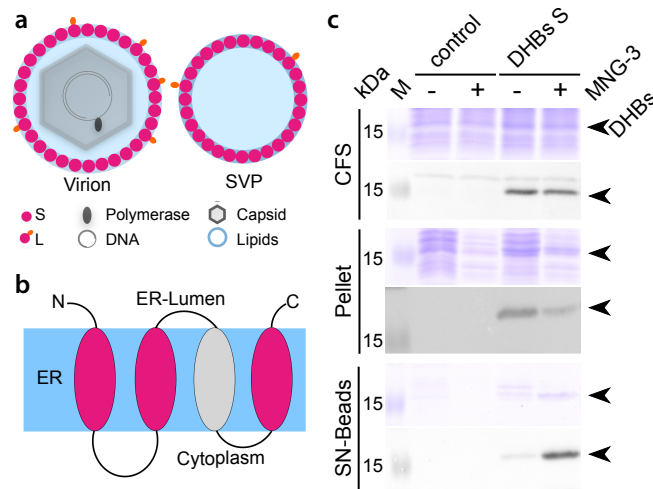 a
Virion
SVP
S
Polymerase
Capsid
L
DNA
Lipids
b
N
ER-Lumen
C
ER
Cytoplasm
c
control
DHBs S
kDa
M
-
+
-
+
MNG-3
DHBs
CFS
15
15
Pellet
15
15
SN-Beads
15
15